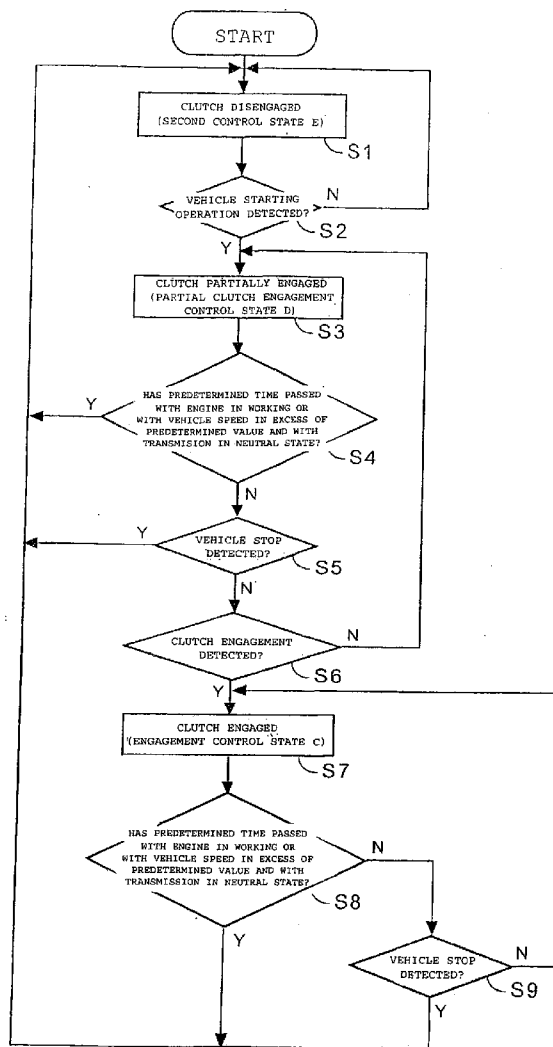 START
CLUTCH DISENGAGED
(SECOND CONTROL STATE E)
S1
VEHICLE STARTING
OPERATION DETECTED?
N
S2
Y
CLUTCH PARTIALLY ENGAGED
(PARTIAL CLUTCH ENGAGEMENT
CONTROL STATE D)
S3
HAS PREDETERMINED TIME PASSED
WITH ENGINE IN WORKING OR
WITH VEHICLE SPEED IN EXCESS OF
PREDETERMINED VALUE AND WITH
TRANSMISION IN NEUTRAL STATE?
Y
S4
N
Y
VEHICLE STOP
DETECTED?
S5
N
CLUTCH ENGAGEMENT
DETECTED?
N
S6
Y
CLUTCH ENGAGED
(ENGAGEMENT CONTROL STATE C)
S7
HAS PREDETERMINED TIME PASSED
WITH ENGINE IN WORKING OR
WITH VEHICLE SPEED IN EXCESS OF
PREDETERMINED VALUE AND WITH
TRANSMISSION IN NEUTRAL STATE?
N
S8
Y
VEHICLE STOP
DETECTED?
N
S9
Y